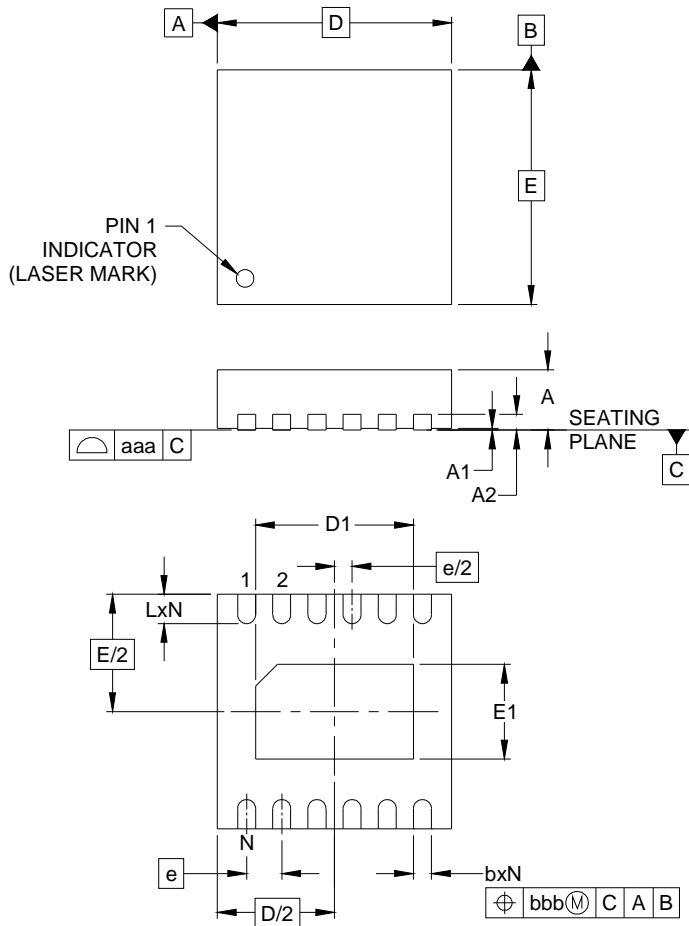 A
D
B
E
PIN 1
INDICATOR
(LASER MARK)
A
SEATING
PLANE
aaa C
A1
A2
C
D1
1 2
e/2
LxN
E/2
E1
N
e
bxN
D/2
bbbⓂ C A B